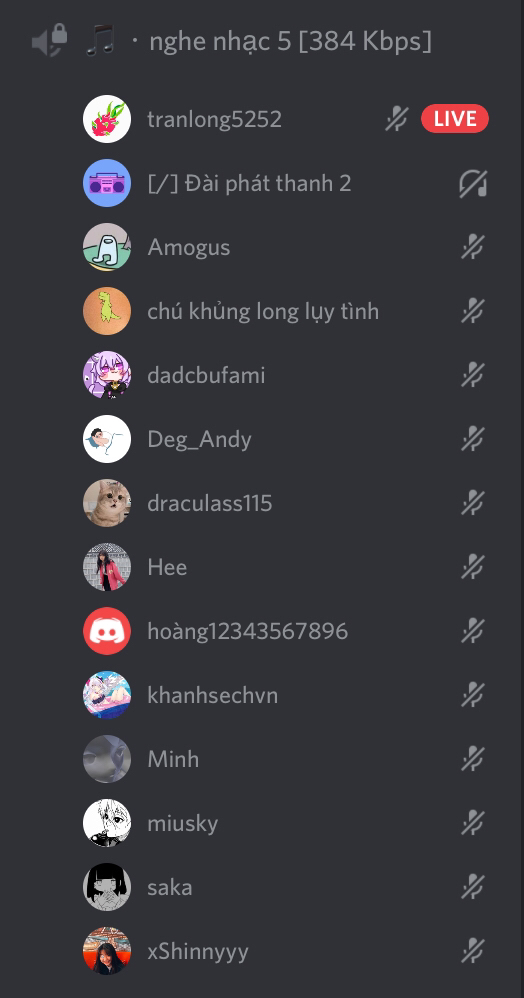 🎵 · nghe nhạc 5 [384 Kbps]
tranlong5252 LIVE
[/] Đài phát thanh 2
Amogus
chú khủng long lụy tình
dadcbufami
Deg_Andy
draculass115
Hee
hoàng12343567896
khanhsechvn
Minh
miusky
saka
xShinnyyy